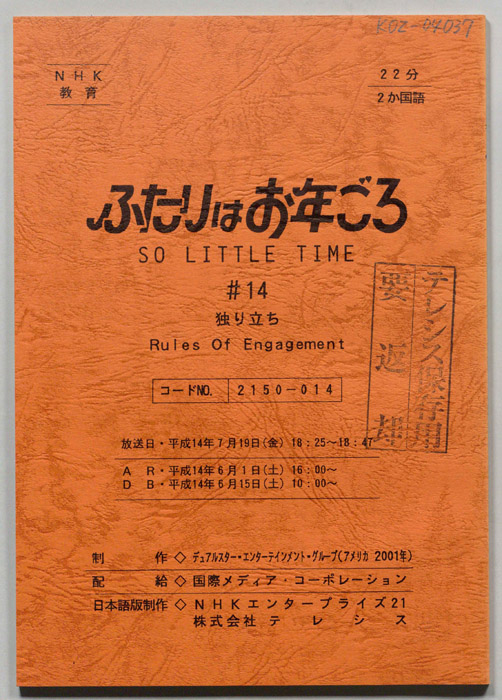 KOZ-04037
NHK
教育
22分
2か国語
ふたりはお年ごろ
SO LITTLE TIME
#14
独り立ち
Rules Of Engagement
コードNO. 2150-014
テレシス保存用
要返却
放送日・平成14年7月19日(金) 18:25〜18:47
AR・平成14年6月1日(土) 16:00〜
DB・平成14年6月15日(土) 10:00〜
制作◇デュアルスター・エンターテインメント・グループ(アメリカ 2001年)
配給◇国際メディア・コーポレーション
日本語版制作◇NHKエンタープライズ21
株式会社テレシス